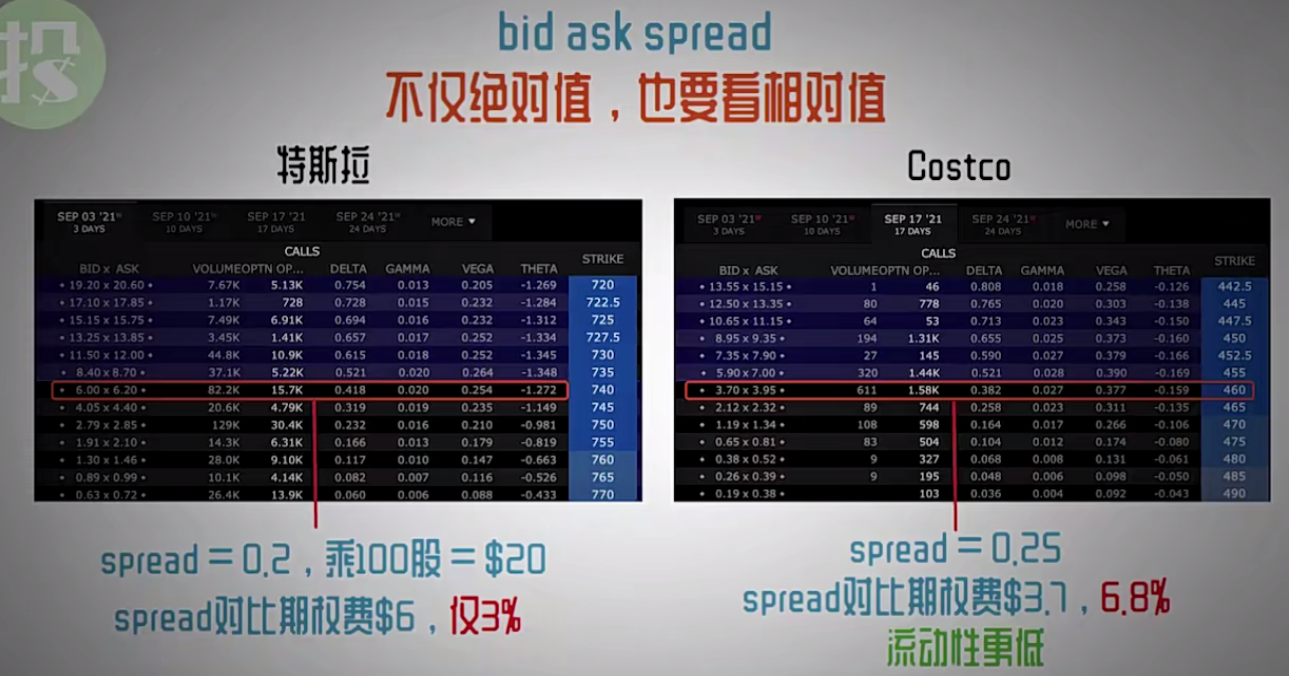 投$
bid ask spread
不仅绝对值，也要看相对值
特斯拉
SEP 03 '21 SEP 10 '21 SEP 17 '21 SEP 24 '21 MORE
3 DAYS 10 DAYS 17 DAYS 24 DAYS
CALLS
BID x ASK VOLUME OPTN OP... DELTA GAMMA VEGA THETA STRIKE
19.20 x 20.60 7.67K 5.13K 0.754 0.013 0.205 -1.269 720
17.10 x 17.85 1.17K 728 0.728 0.015 0.232 -1.284 722.5
15.15 x 15.75 7.49K 6.91K 0.694 0.016 0.232 -1.312 725
13.25 x 13.85 3.45K 1.41K 0.657 0.017 0.252 -1.334 727.5
11.50 x 12.00 44.8K 10.9K 0.615 0.018 0.252 -1.345 730
8.40 x 8.70 37.1K 5.22K 0.521 0.020 0.264 -1.348 735
6.00 x 6.20 82.2K 15.7K 0.418 0.020 0.254 -1.272 740
4.05 x 4.40 20.6K 4.79K 0.319 0.019 0.235 -1.149 745
2.79 x 2.85 129K 30.4K 0.232 0.016 0.210 -0.981 750
1.91 x 2.10 14.3K 6.31K 0.166 0.013 0.179 -0.819 755
1.30 x 1.46 28.0K 9.10K 0.117 0.010 0.147 -0.663 760
0.89 x 0.99 10.1K 4.14K 0.082 0.007 0.116 -0.526 765
0.63 x 0.72 26.4K 13.9K 0.060 0.006 0.088 -0.433 770
spread = 0.2，乘100股 = $20
spread对比期权费$6，仅3%
Costco
SEP 03 '21 SEP 10 '21 SEP 17 '21 SEP 24 '21 MORE
3 DAYS 10 DAYS 17 DAYS 24 DAYS
CALLS
BID x ASK VOLUME OPTN OP... DELTA GAMMA VEGA THETA STRIKE
13.55 x 15.15 1 46 0.808 0.018 0.258 -0.126 442.5
12.50 x 13.35 80 778 0.765 0.020 0.303 -0.138 445
10.65 x 11.15 64 53 0.713 0.023 0.343 -0.150 447.5
8.95 x 9.35 194 1.31K 0.655 0.025 0.373 -0.160 450
7.35 x 7.90 27 145 0.590 0.027 0.379 -0.166 452.5
5.90 x 7.00 320 1.44K 0.521 0.028 0.390 -0.169 455
3.70 x 3.95 611 1.58K 0.382 0.027 0.377 -0.159 460
2.12 x 2.32 89 744 0.258 0.023 0.311 -0.135 465
1.19 x 1.34 108 598 0.164 0.017 0.266 -0.106 470
0.65 x 0.81 83 504 0.104 0.012 0.174 -0.080 475
0.38 x 0.52 9 327 0.068 0.008 0.131 -0.061 480
0.26 x 0.39 9 195 0.048 0.006 0.098 -0.050 485
0.19 x 0.38 103 0.036 0.004 0.092 -0.043 490
spread = 0.25
spread对比期权费$3.7，6.8%
流动性更低